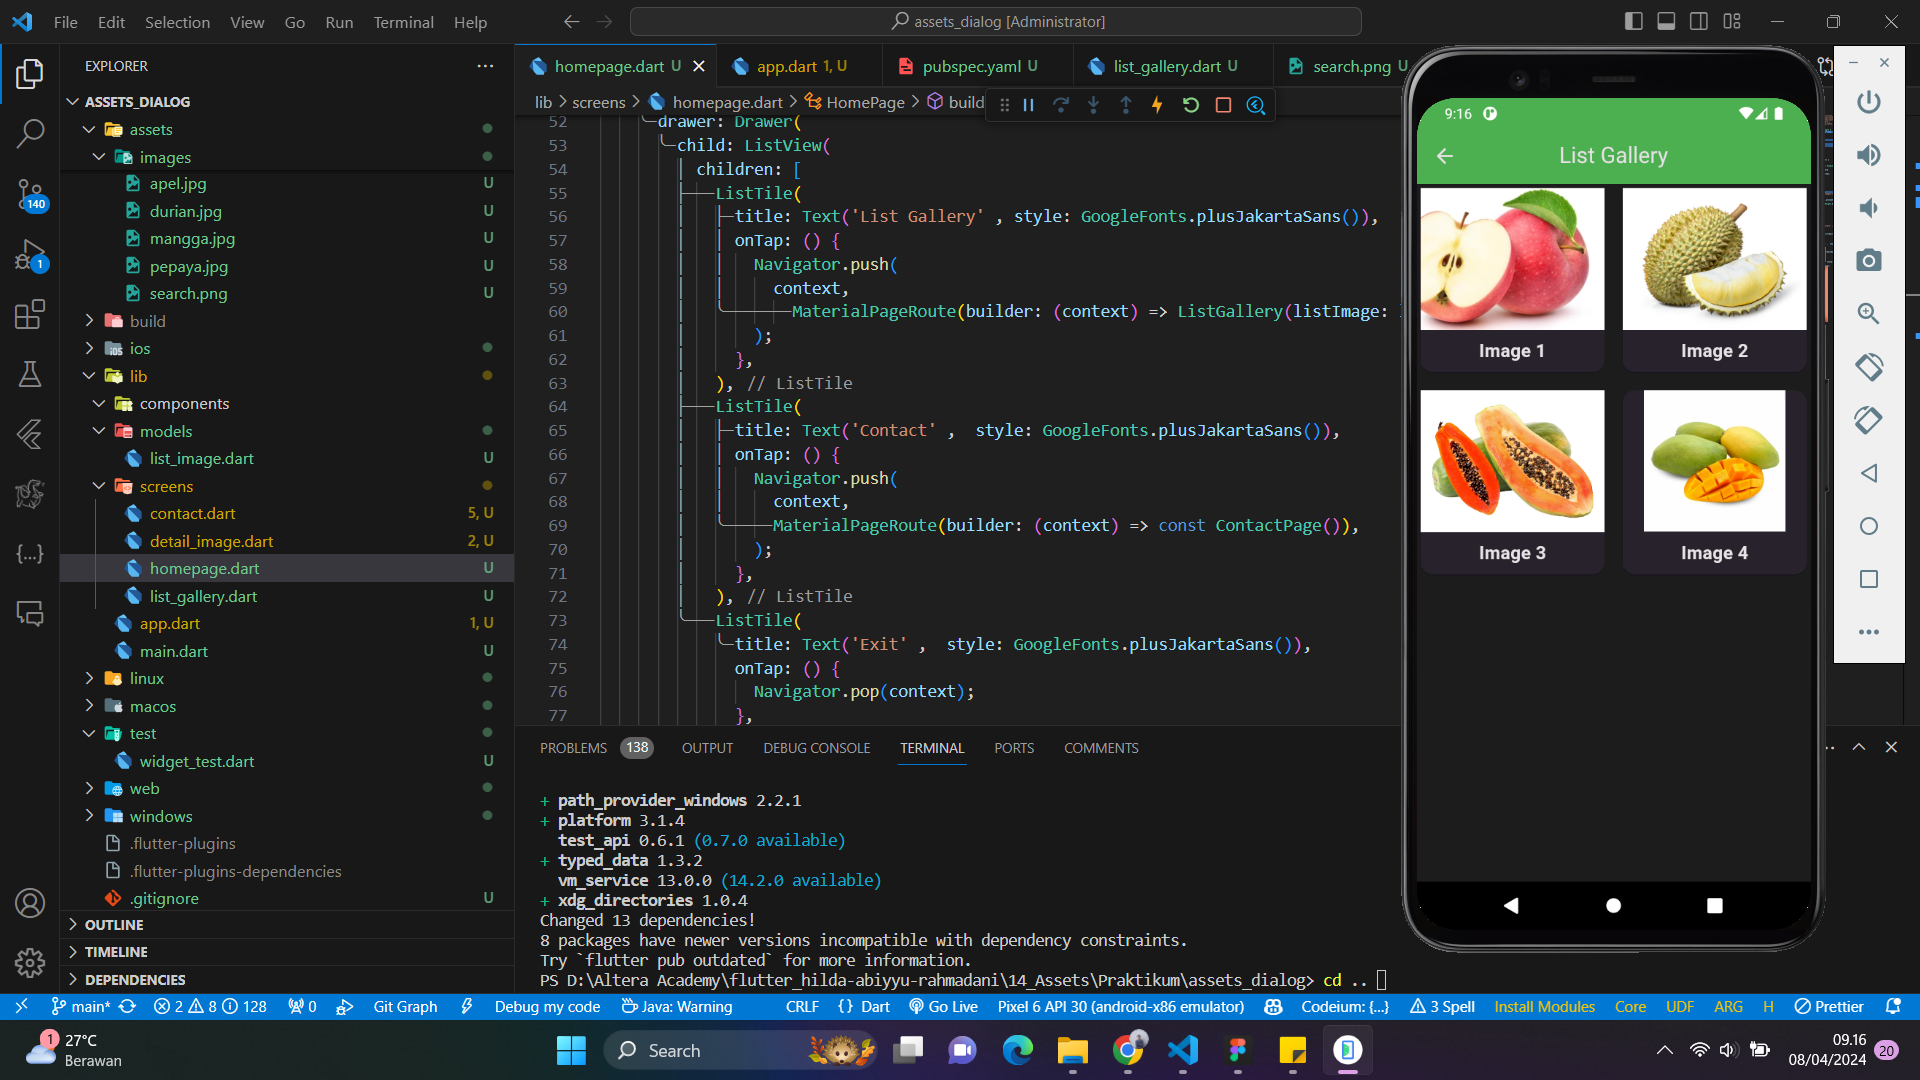 File Edit Selection View Go Run Terminal Help
assets_dialog [Administrator]
EXPLORER
ASSETS_DIALOG
assets
images
apel.jpg U
durian.jpg U
mangga.jpg U
pepaya.jpg U
search.png U
build
ios
lib
components
models
list_image.dart U
screens
contact.dart 5, U
detail_image.dart 2, U
homepage.dart U
list_gallery.dart U
app.dart 1, U
main.dart U
linux
macos
test
widget_test.dart U
web
windows
.flutter-plugins
.flutter-plugins-dependencies
.gitignore U
OUTLINE
TIMELINE
DEPENDENCIES
140
1
homepage.dart U
app.dart 1, U
pubspec.yaml U
list_gallery.dart U
search.png U
lib > screens > homepage.dart > HomePage > build
52 drawer: Drawer(
53 child: ListView(
54 children: [
55 ListTile(
56 title: Text('List Gallery' , style: GoogleFonts.plusJakartaSans()),
57 onTap: () {
58 Navigator.push(
59 context,
60 MaterialPageRoute(builder: (context) => ListGallery(listImage:
61 );
62 },
63 ), // ListTile
64 ListTile(
65 title: Text('Contact' ,  style: GoogleFonts.plusJakartaSans()),
66 onTap: () {
67 Navigator.push(
68 context,
69 MaterialPageRoute(builder: (context) => const ContactPage()),
70 );
71 },
72 ), // ListTile
73 ListTile(
74 title: Text('Exit' ,  style: GoogleFonts.plusJakartaSans()),
75 onTap: () {
76 Navigator.pop(context);
77 },
PROBLEMS 138 OUTPUT DEBUG CONSOLE TERMINAL PORTS COMMENTS
+ path_provider_windows 2.2.1
+ platform 3.1.4
test_api 0.6.1 (0.7.0 available)
+ typed_data 1.3.2
vm_service 13.0.0 (14.2.0 available)
+ xdg_directories 1.0.4
Changed 13 dependencies!
8 packages have newer versions incompatible with dependency constraints.
Try `flutter pub outdated` for more information.
PS D:\Altera Academy\flutter_hilda-abiyyu-rahmadani\14_Assets\Praktikum\assets_dialog> cd ..
9:16
List Gallery
Image 1
Image 2
Image 3
Image 4
main* 2 8 128 0 Git Graph Debug my code Java: Warning CRLF {} Dart Go Live Pixel 6 API 30 (android-x86 emulator) Codeium: {...} 3 Spell Install Modules Core UDF ARG H Prettier
1
27°C
Berawan
Search
09.16
08/04/2024
20